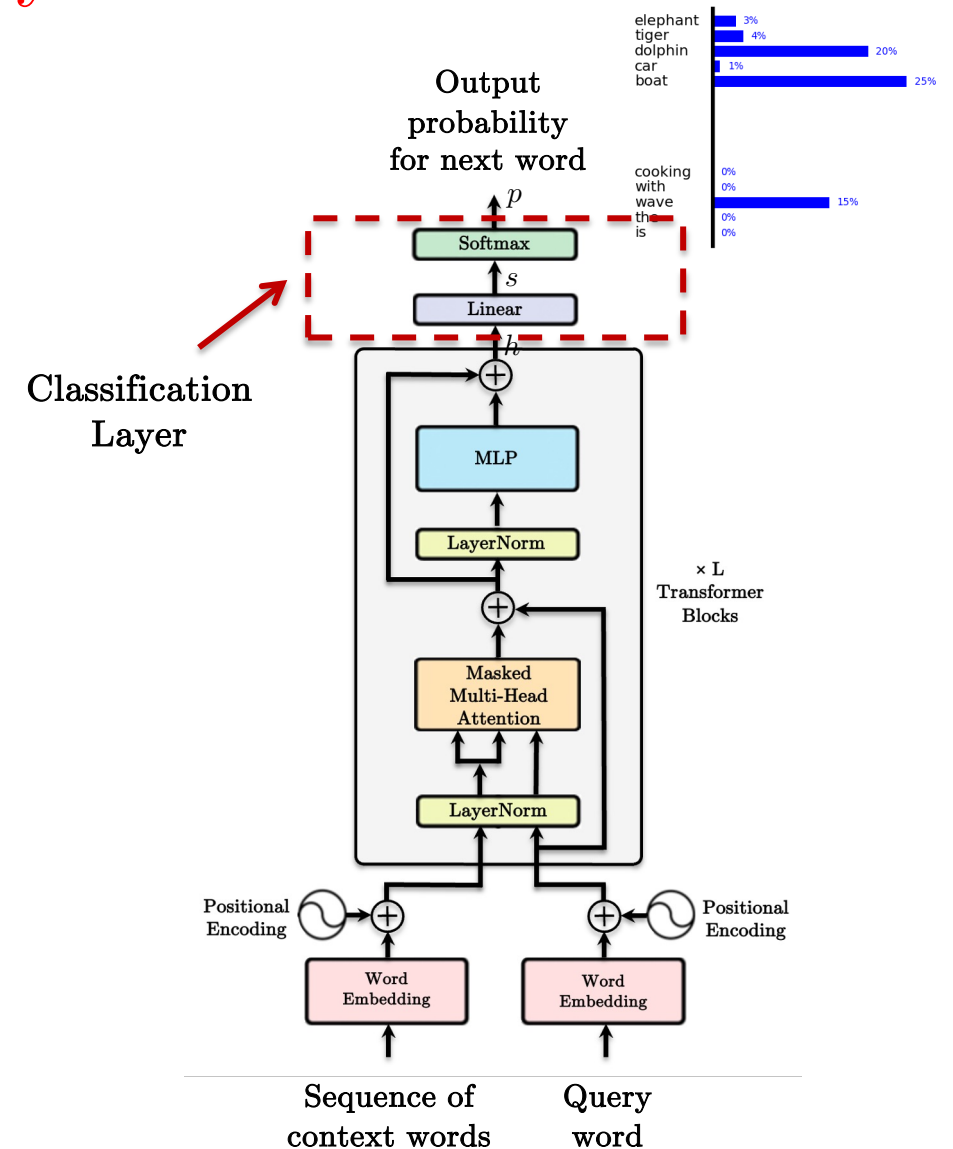 y
elephant 3%
tiger 4%
dolphin 20%
car 1%
boat 25%
cooking 0%
with 0%
wave 15%
the 0%
is 0%
Output
probability
for next word
p
Softmax
s
Linear
h
Classification
Layer
MLP
LayerNorm
× L
Transformer
Blocks
Masked
Multi-Head
Attention
LayerNorm
Positional
Encoding
Positional
Encoding
Word
Embedding
Word
Embedding
Sequence of
context words
Query
word